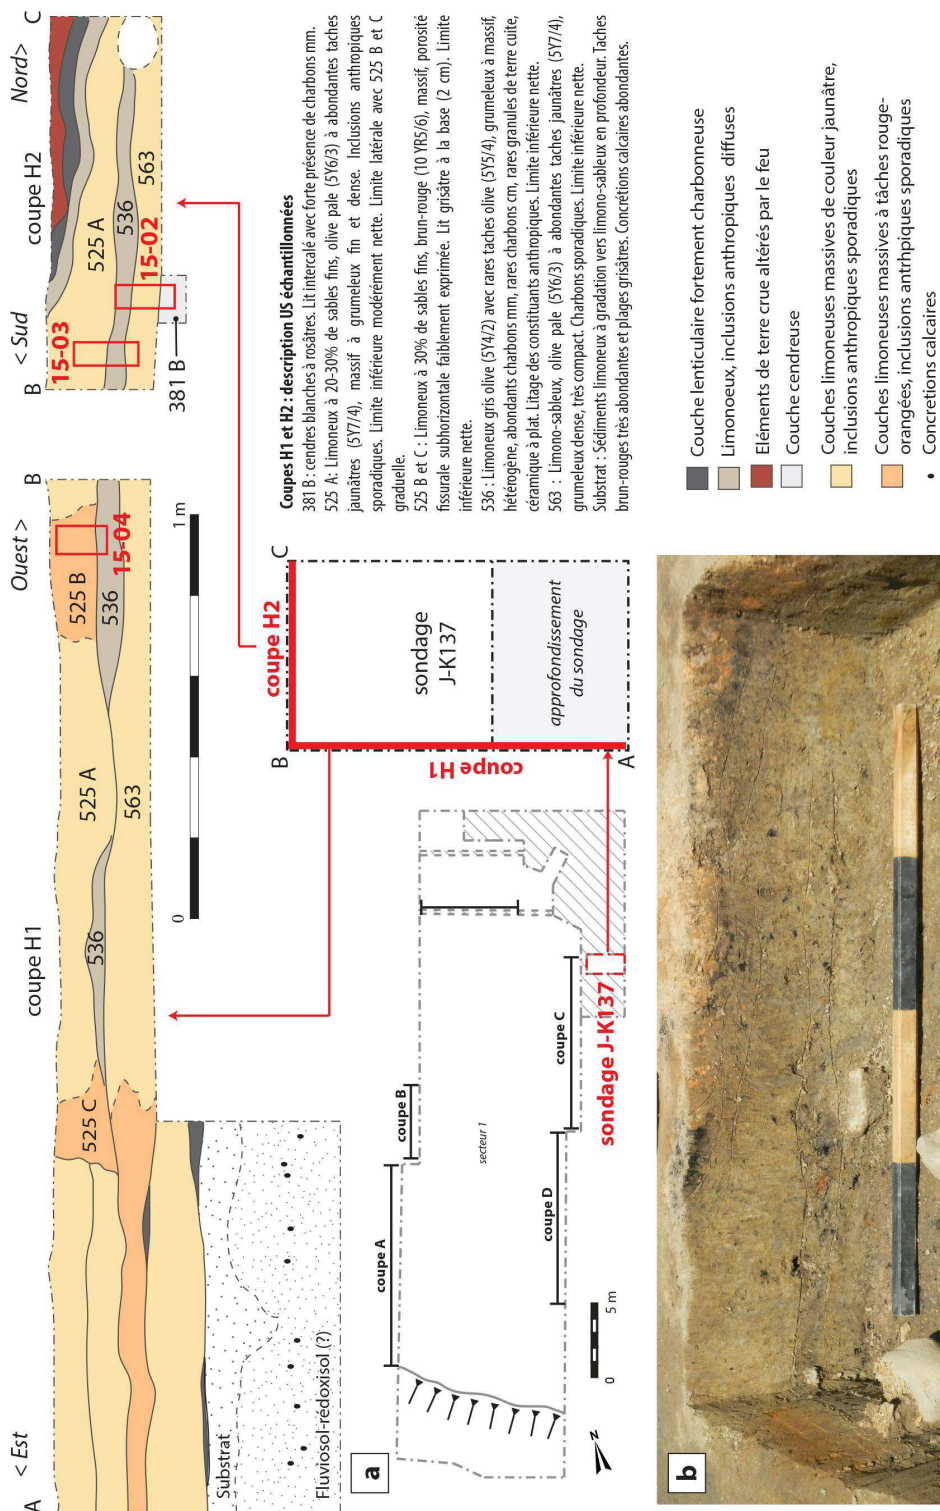 A
< Est
coupe H1
Ouest >
B
525 C
536
525 A
563
525 B
536
15-04
Substrat
Fluviosol-rédoxisol (?)
0
1 m
B
< Sud
coupe H2
Nord>
C
15-03
525 A
536
563
15-02
381 B
Coupes H1 et H2 : description US échantillonnées
381 B : cendres blanches à rosâtres. Lit intercalé avec forte présence de charbons mm.
525 A: Limoneux à 20-30% de sables fins, olive pale (5Y6/3) à abondantes taches
jaunâtres (5Y7/4), massif à grumeleux fin et dense. Inclusions anthropiques
sporadiques. Limite inférieure modérément nette. Limite latérale avec 525 B et C
graduelle.
525 B et C : Limoneux à 30% de sables fins, brun-rouge (10 YR5/6), massif, porosité
fissurale subhorizontale faiblement exprimée. Lit grisâtre à la base (2 cm). Limite
inférieure nette.
536 : Limoneux gris olive (5Y4/2) avec rares taches olive (5Y5/4), grumeleux à massif,
hétérogène, abondants charbons mm, rares charbons cm, rares granules de terre cuite,
céramique à plat. Litage des constituants anthropiques. Limite inférieure nette.
563 : Limono-sableux, olive pale (5Y6/3) à abondantes taches jaunâtres (5Y7/4),
grumeleux dense, très compact. Charbons sporadiques. Limite inférieure nette.
Substrat : Sédiments limoneux à gradation vers limono-sableux en profondeur. Taches
brun-rouges très abondantes et plages grisâtres. Concrétions calcaires abondantes.
a
coupe A
coupe B
secteur 1
coupe D
coupe C
sondage J-K137
N
0
5 m
B
coupe H2
C
coupe H1
sondage
J-K137
approfondissement
du sondage
A
b
Couche lenticulaire fortement charbonneuse
Limonoeux, inclusions anthropiques diffuses
Eléments de terre crue altérés par le feu
Couche cendreuse
Couches limoneuses massives de couleur jaunâtre,
inclusions anthropiques sporadiques
Couches limoneuses massives à tâches rouge-
orangées, inclusions antrhpiques sporadiques
Concretions calcaires